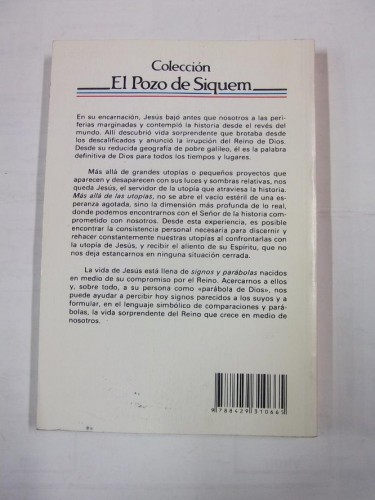 Colección
El Pozo de Siquem
En su encarnación, Jesús bajó antes que nosotros a las peri-
ferias marginadas y contempló la historia desde el revés del
mundo. Allí descubrió vida sorprendente que brotaba desde
los descalificados y anunció la irrupción del Reino de Dios.
Desde su reducida geografía de pobre galileo, él es la palabra
definitiva de Dios para todos los tiempos y lugares.
Más allá de grandes utopías o pequeños proyectos que
aparecen y desaparecen con sus luces y sombras relativas, nos
queda Jesús, el servidor de la utopía que atraviesa la historia.
Más allá de las utopías, no se abre el vacío estéril de una es-
peranza agotada, sino la dimensión más profunda de lo real,
donde podemos encontrarnos con el Señor de la historia com-
prometido con nosotros. Desde esta experiencia, es posible
encontrar la consistencia personal necesaria para discernir y
rehacer constantemente nuestras utopías al confrontarlas con
la utopía de Jesús, y recibir el aliento de su Espíritu, que no
nos deja estancarnos en ninguna situación cerrada.
La vida de Jesús está llena de signos y parábolas nacidos
en medio de su compromiso por el Reino. Acercarnos a ellos
y, sobre todo, a su persona como «parábola de Dios», nos
puede ayudar a percibir hoy signos parecidos a los suyos y a
formular, en el lenguaje simbólico de comparaciones y pará-
bolas, la vida sorprendente del Reino que crece en medio de
nosotros.
9 788429 310665